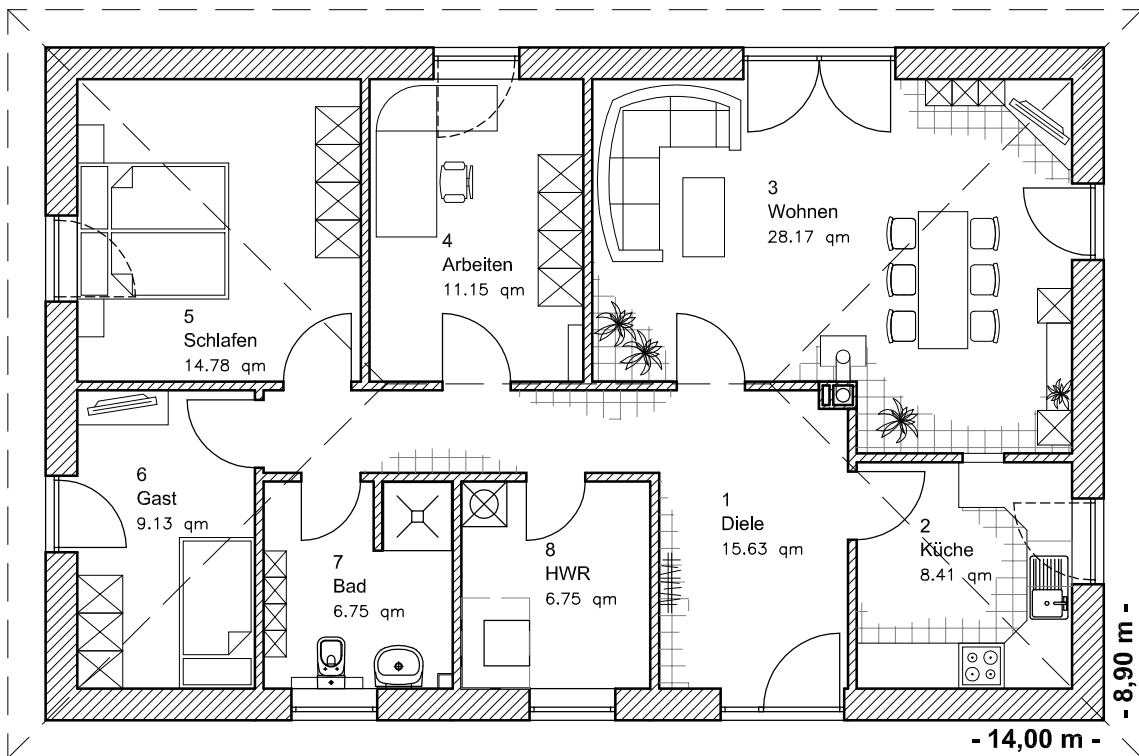 3
Wohnen
28.17 qm
4
Arbeiten
11.15 qm
5
Schlafen
14.78 qm
6
Gast
9.13 qm
1
Diele
15.63 qm
2
Küche
8.41 qm
7
Bad
6.75 qm
8
HWR
6.75 qm
- 8,90 m -
- 14,00 m -